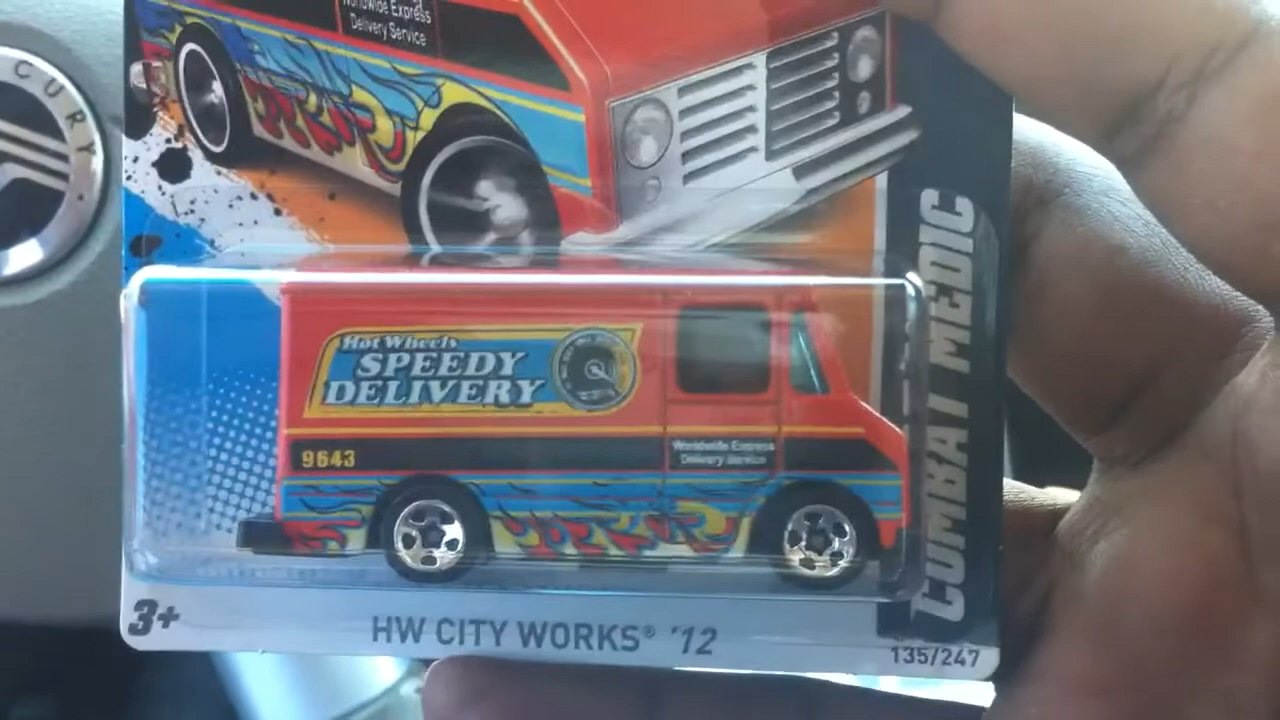 CURY
Worldwide Express
Delivery Service
COMBAT MEDIC
Hot Wheels
SPEEDY
DELIVERY
9643
Worldwide Express
Delivery Service
3+
HW CITY WORKS® '12
135/247